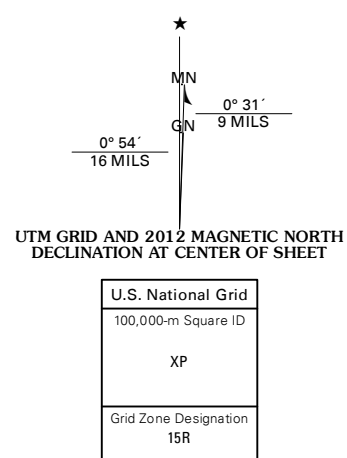 ★
MN
0° 31´
9 MILS
GN
0° 54´
16 MILS
UTM GRID AND 2012 MAGNETIC NORTH
DECLINATION AT CENTER OF SHEET
U.S. National Grid
100,000-m Square ID
XP
Grid Zone Designation
15R